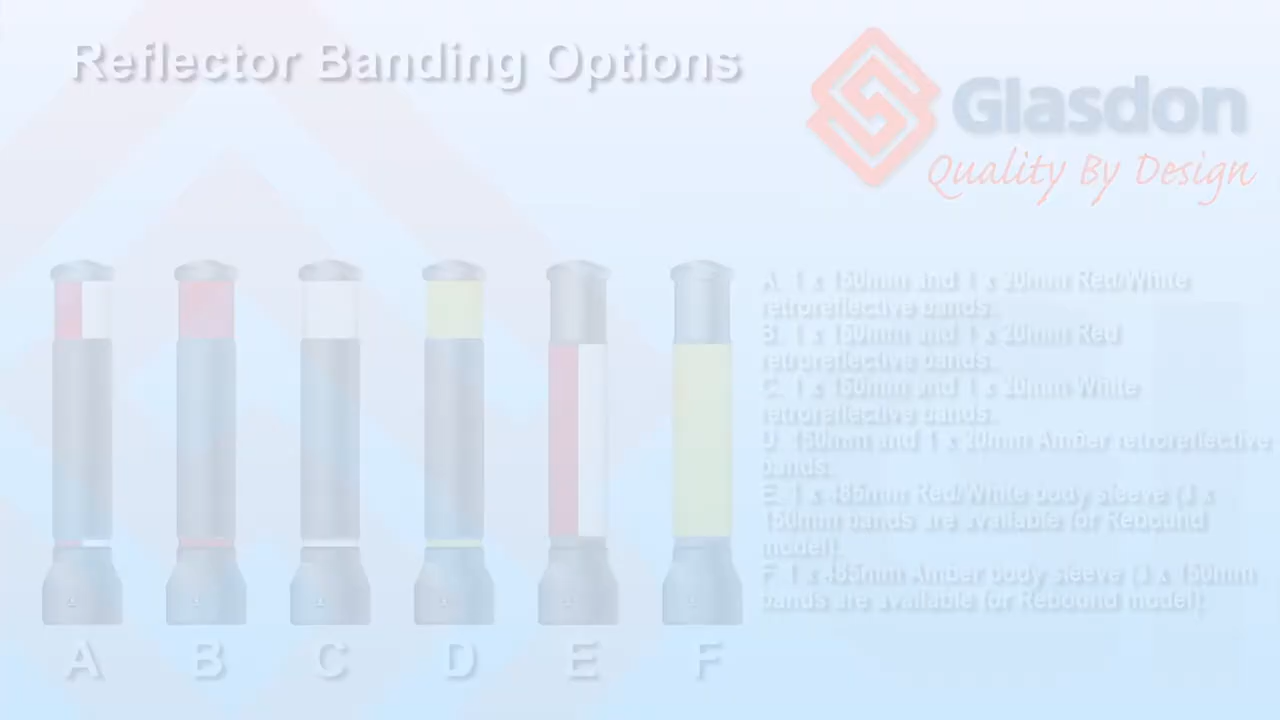 Reflector Banding Options
Glasdon
Quality By Design
A. 1 x 150mm and 1 x 20mm Red/White
retroreflective bands.
B. 1 x 150mm and 1 x 20mm Red
retroreflective bands.
C. 1 x 150mm and 1 x 20mm White
retroreflective bands.
D. 150mm and 1 x 20mm Amber retroreflective
bands.
E. 1 x 485mm Red/White body sleeve (3 x
150mm bands are available for Rebound
model).
F. 1 x 485mm Amber body sleeve (3 x 150mm
bands are available for Rebound model).
A B C D E F